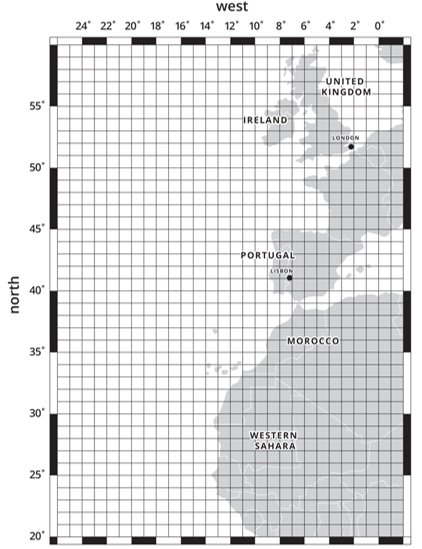 west
24° 22° 20° 18° 16° 14° 12° 10° 8° 6° 4° 2° 0°
UNITED
KINGDOM
55°
IRELAND
LONDON
50°
45°
PORTUGAL
LISBON
north
40°
MOROCCO
35°
30°
WESTERN
SAHARA
25°
20°